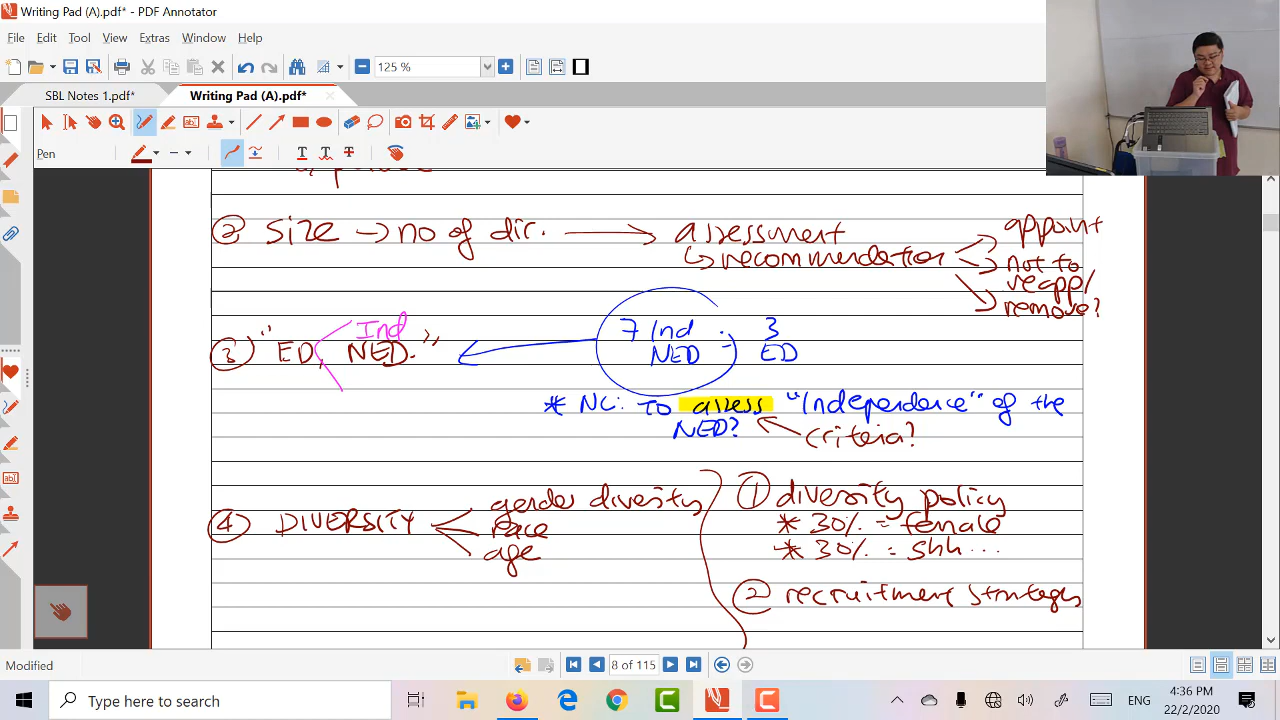 Writing Pad (A).pdf* - PDF Annotator
File Edit Tool View Extras Window Help
125 %
SBL Notes 1.pdf* Writing Pad (A).pdf*
Pen
② Size → no of dir. → assessment
↳ recommendation
appoint
not to
reapp/
remove?
③ "ED, NED."
Ind
7 Ind : 3
NED ED
* NC: To assess "Independence" of the
NED?
criteria?
④ DIVERSITY
gender diversity
race
age
① diversity policy
* 30% = female
* 30% = shh ...
② recruitment strategies
Modified
8 of 115
Type here to search
ENG
4:36 PM
22/2/2020